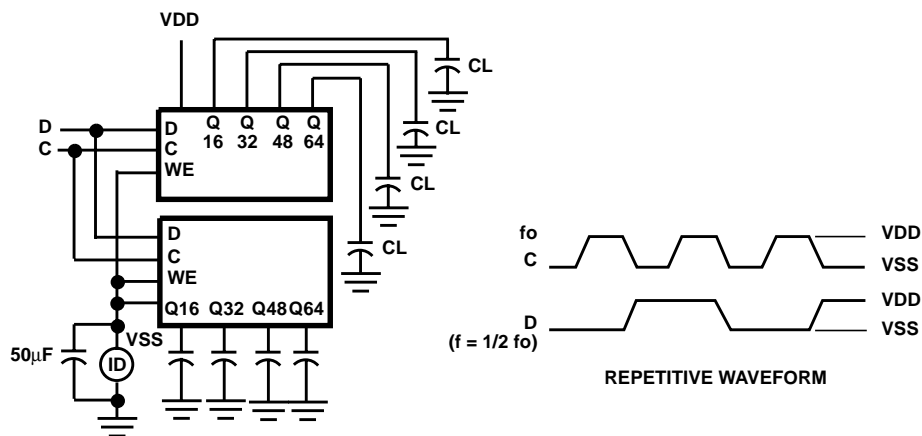 VDD
CL
D
C
D
C
WE
Q 16
Q 32
Q 48
Q 64
CL
CL
CL
D
C
WE
Q16 Q32 Q48 Q64
VSS
50μF
ID
fo
C
VDD
VSS
D
(f = 1/2 fo)
VDD
VSS
REPETITIVE WAVEFORM